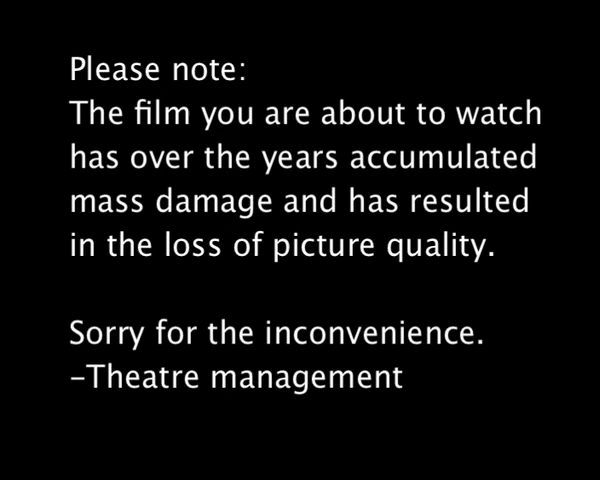 Please note:
The film you are about to watch
has over the years accumulated
mass damage and has resulted
in the loss of picture quality.
Sorry for the inconvenience.
-Theatre management